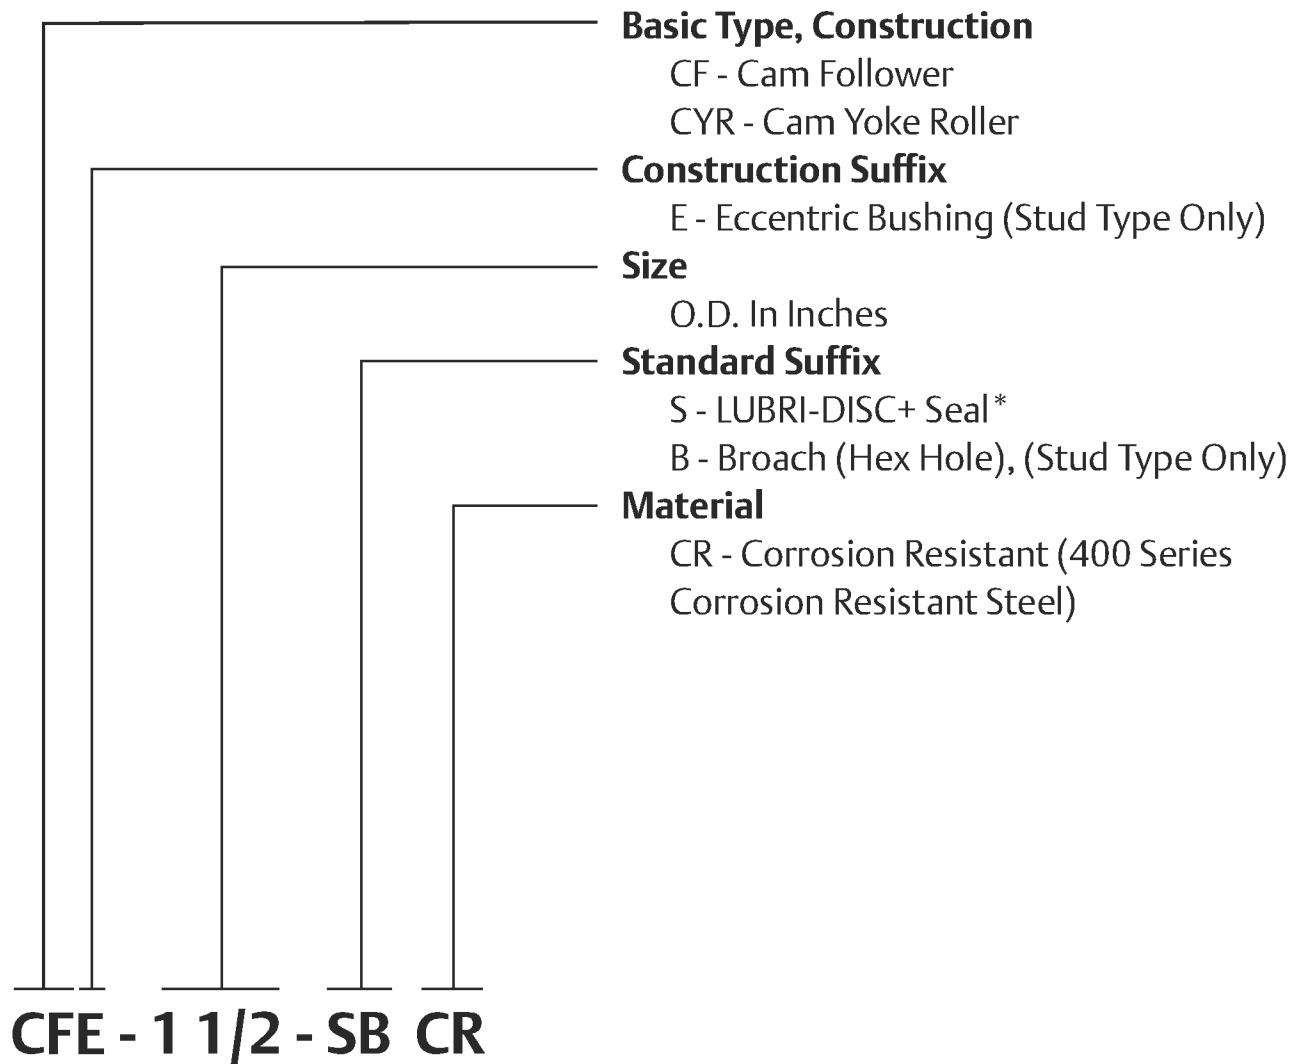 Basic Type, Construction
CF - Cam Follower
CYR - Cam Yoke Roller
Construction Suffix
E - Eccentric Bushing (Stud Type Only)
Size
O.D. In Inches
Standard Suffix
S - LUBRI-DISC+ Seal*
B - Broach (Hex Hole), (Stud Type Only)
Material
CR - Corrosion Resistant (400 Series
Corrosion Resistant Steel)
CFE - 1 1/2 - SB CR